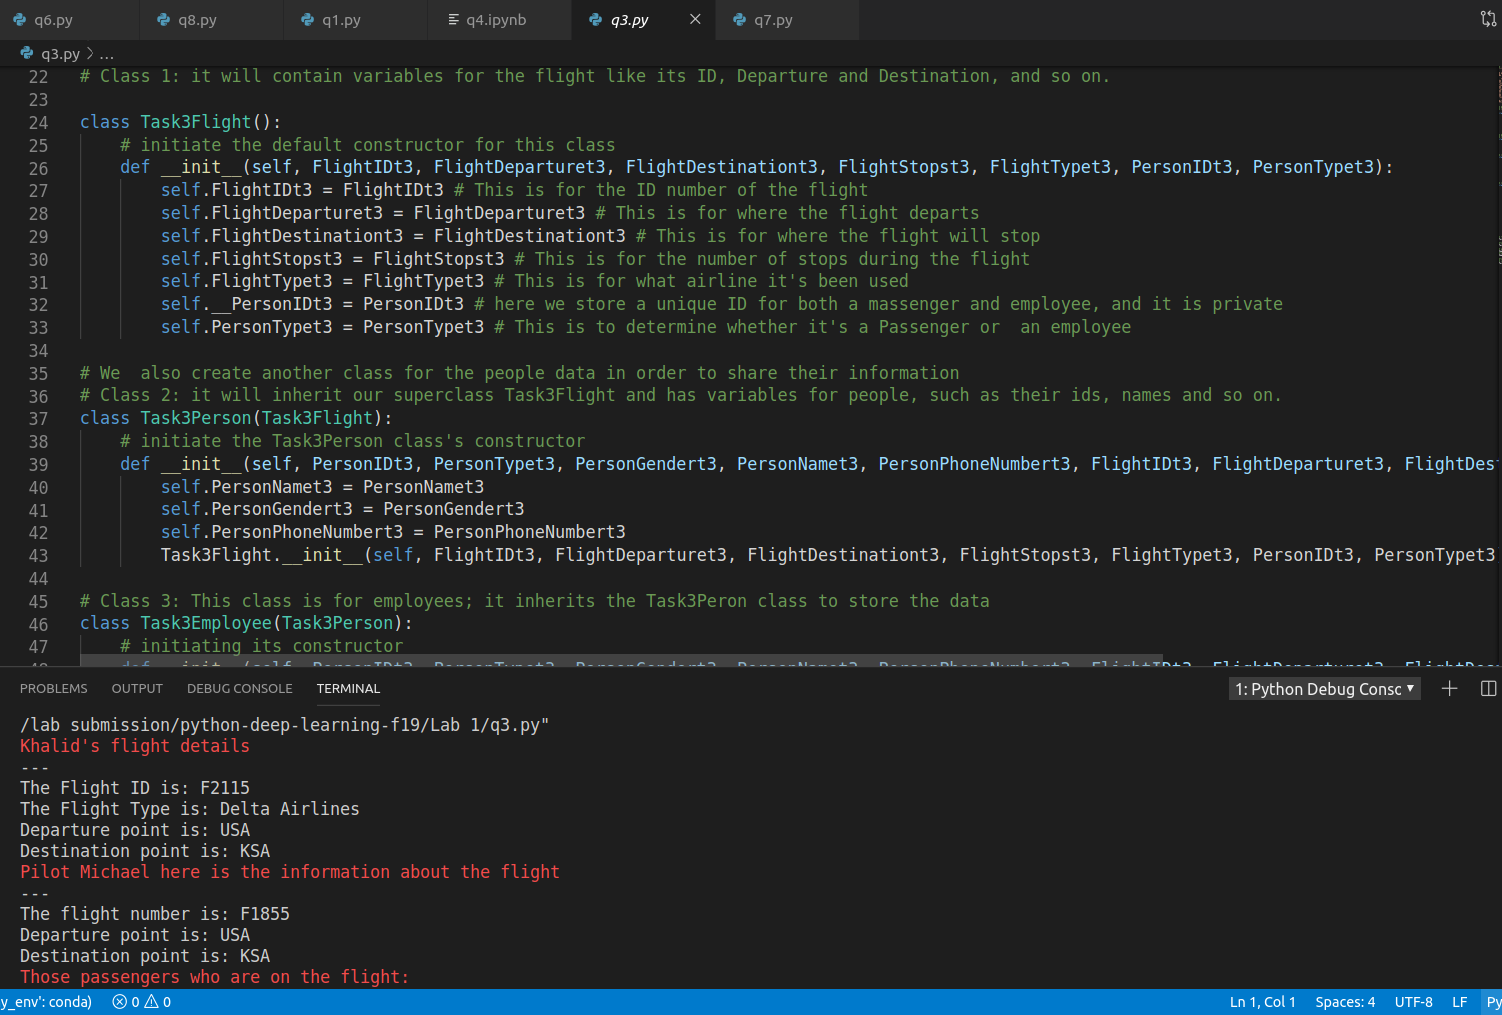 q6.py q8.py q1.py q4.ipynb q3.py q7.py
q3.py ...
22 # Class 1: it will contain variables for the flight like its ID, Departure and Destination, and so on.
23
24 class Task3Flight():
25 # initiate the default constructor for this class
26 def __init__(self, FlightIDt3, FlightDeparturet3, FlightDestinationt3, FlightStopst3, FlightTypet3, PersonIDt3, PersonTypet3):
27 self.FlightIDt3 = FlightIDt3 # This is for the ID number of the flight
28 self.FlightDeparturet3 = FlightDeparturet3 # This is for where the flight departs
29 self.FlightDestinationt3 = FlightDestinationt3 # This is for where the flight will stop
30 self.FlightStopst3 = FlightStopst3 # This is for the number of stops during the flight
31 self.FlightTypet3 = FlightTypet3 # This is for what airline it's been used
32 self.__PersonIDt3 = PersonIDt3 # here we store a unique ID for both a massenger and employee, and it is private
33 self.PersonTypet3 = PersonTypet3 # This is to determine whether it's a Passenger or  an employee
34
35 # We  also create another class for the people data in order to share their information
36 # Class 2: it will inherit our superclass Task3Flight and has variables for people, such as their ids, names and so on.
37 class Task3Person(Task3Flight):
38 # initiate the Task3Person class's constructor
39 def __init__(self, PersonIDt3, PersonTypet3, PersonGendert3, PersonNamet3, PersonPhoneNumbert3, FlightIDt3, FlightDeparturet3, FlightDes
40 self.PersonNamet3 = PersonNamet3
41 self.PersonGendert3 = PersonGendert3
42 self.PersonPhoneNumbert3 = PersonPhoneNumbert3
43 Task3Flight.__init__(self, FlightIDt3, FlightDeparturet3, FlightDestinationt3, FlightStopst3, FlightTypet3, PersonIDt3, PersonTypet3
44
45 # Class 3: This class is for employees; it inherits the Task3Peron class to store the data
46 class Task3Employee(Task3Person):
47 # initiating its constructor
PROBLEMS OUTPUT DEBUG CONSOLE TERMINAL 1: Python Debug Consc
/lab submission/python-deep-learning-f19/Lab 1/q3.py"
Khalid's flight details
---
The Flight ID is: F2115
The Flight Type is: Delta Airlines
Departure point is: USA
Destination point is: KSA
Pilot Michael here is the information about the flight
---
The flight number is: F1855
Departure point is: USA
Destination point is: KSA
Those passengers who are on the flight:
y_env': conda) 0 0 Ln 1, Col 1 Spaces: 4 UTF-8 LF Py